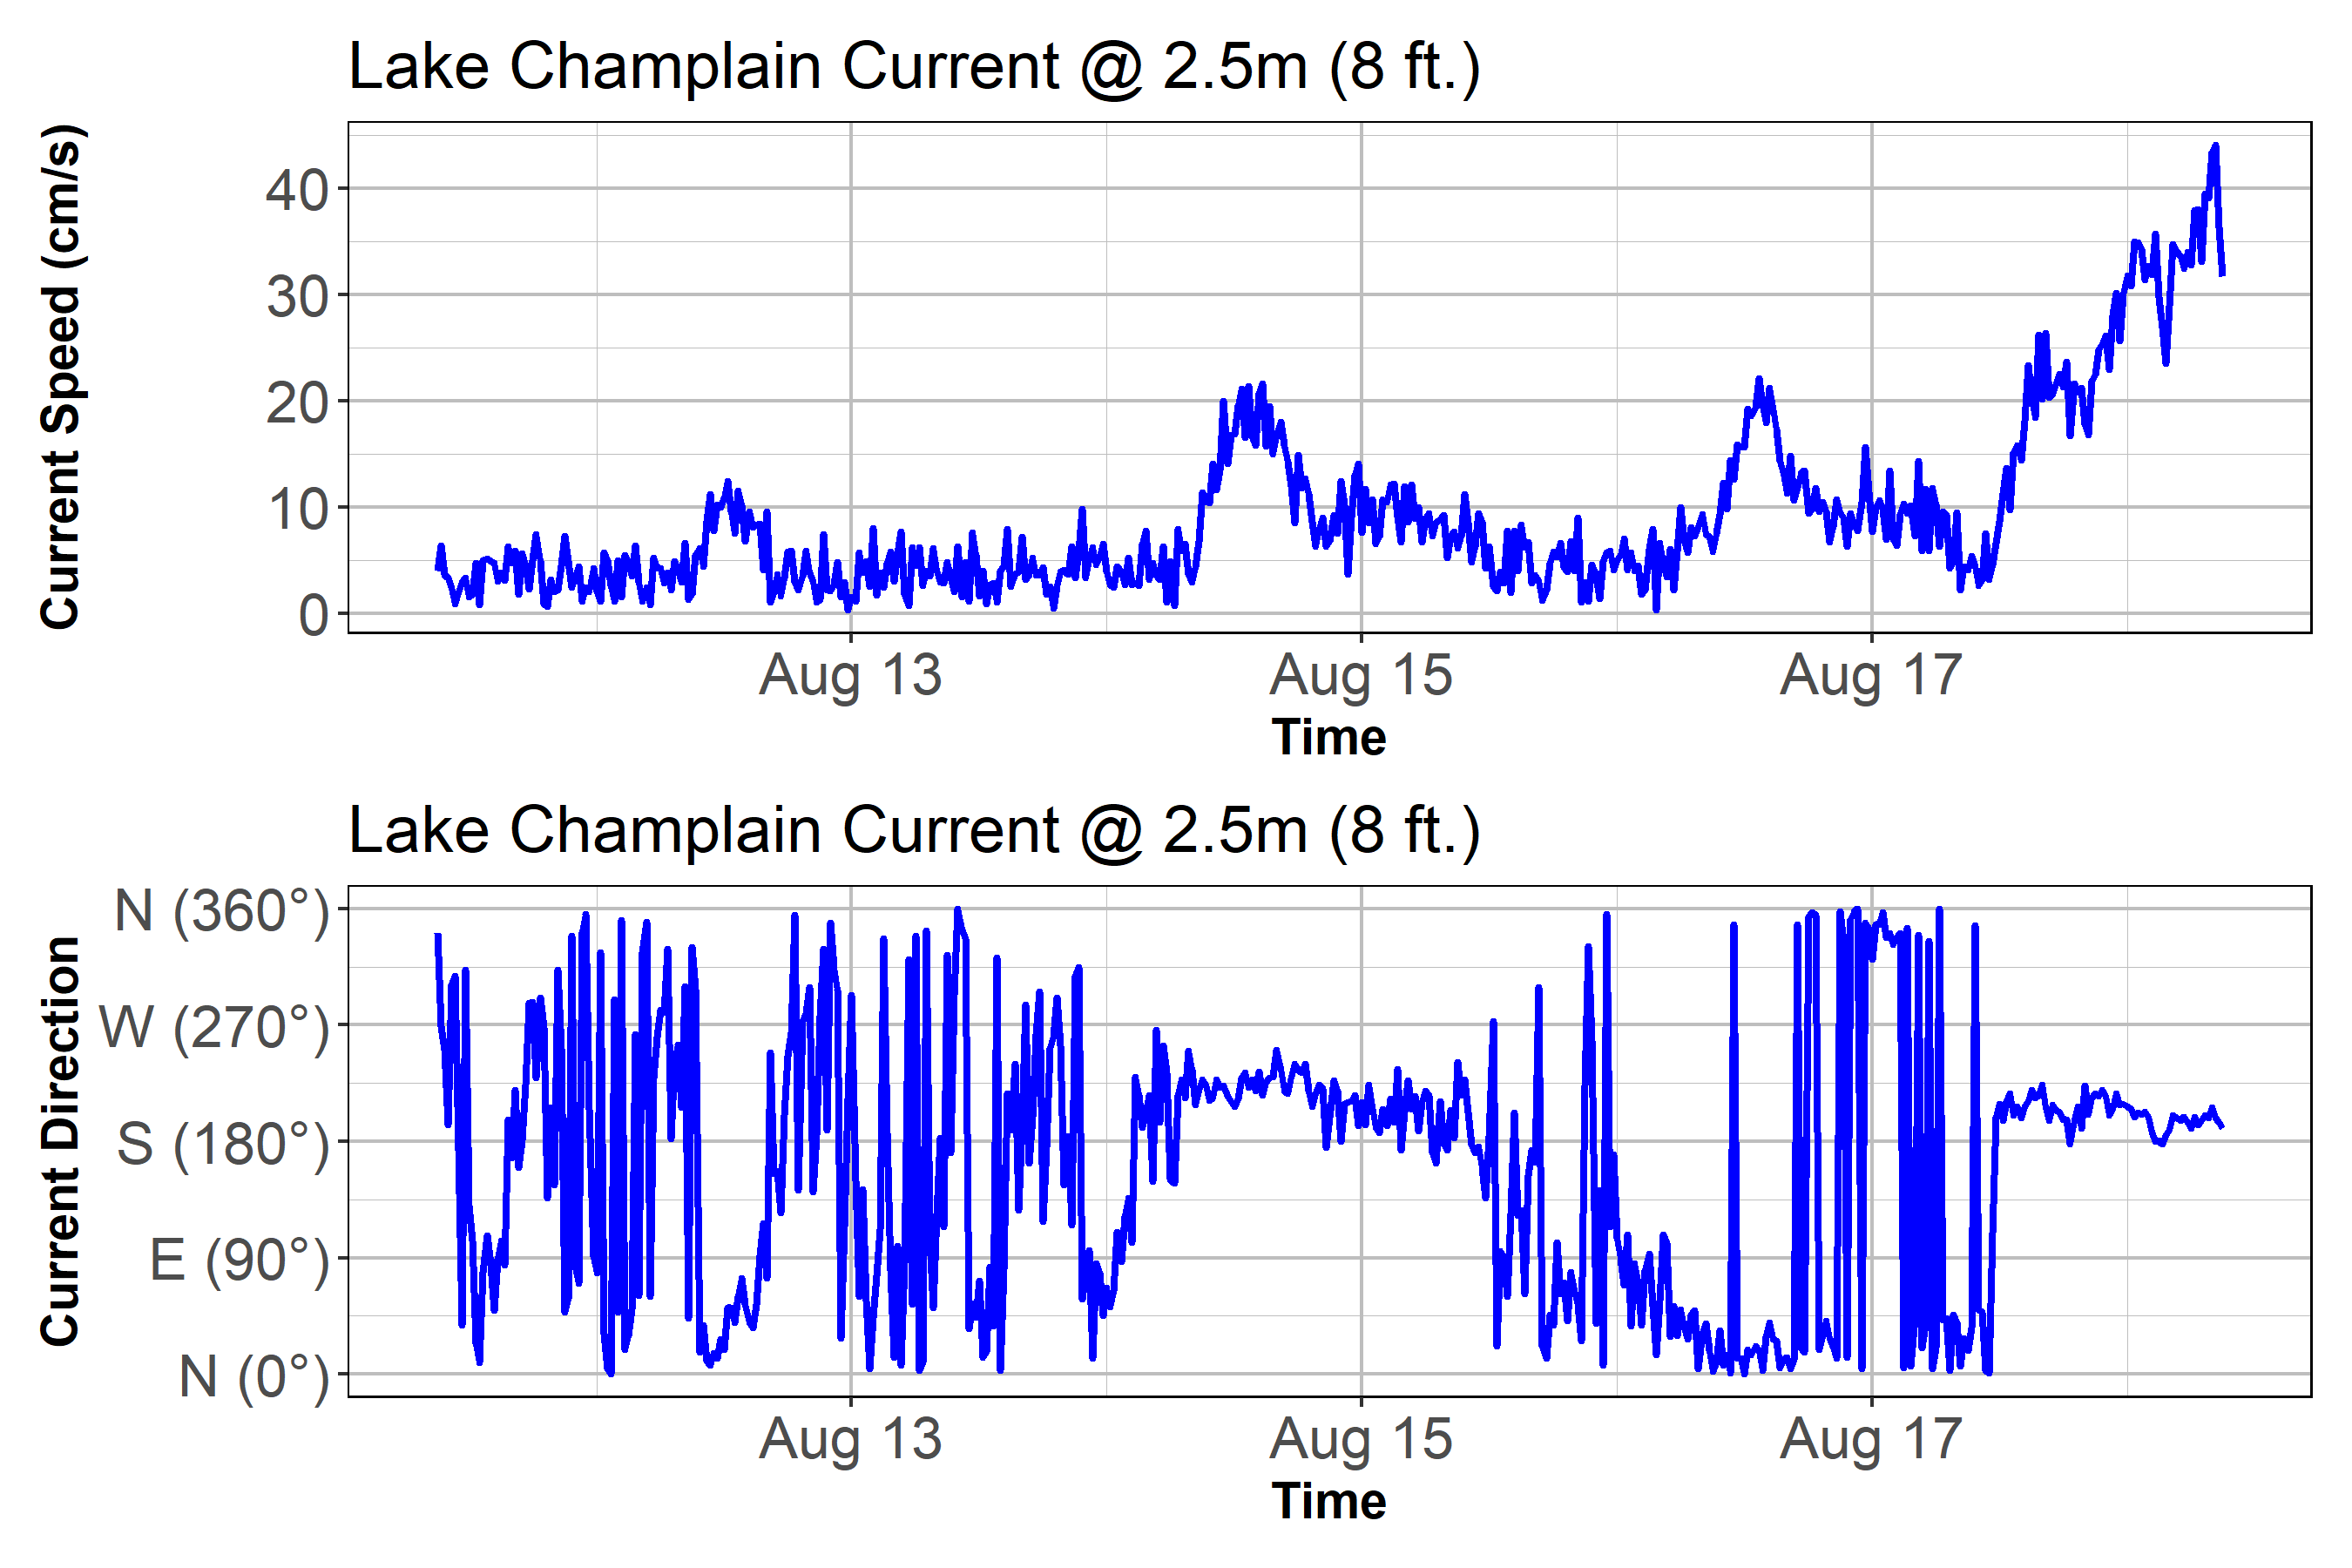 Lake Champlain Current @ 2.5m (8 ft.)
Current Speed (cm/s)
40
30
20
10
0
Aug 13 Aug 15 Aug 17
Time
Lake Champlain Current @ 2.5m (8 ft.)
Current Direction
N (360°)
W (270°)
S (180°)
E (90°)
N (0°)
Aug 13 Aug 15 Aug 17
Time